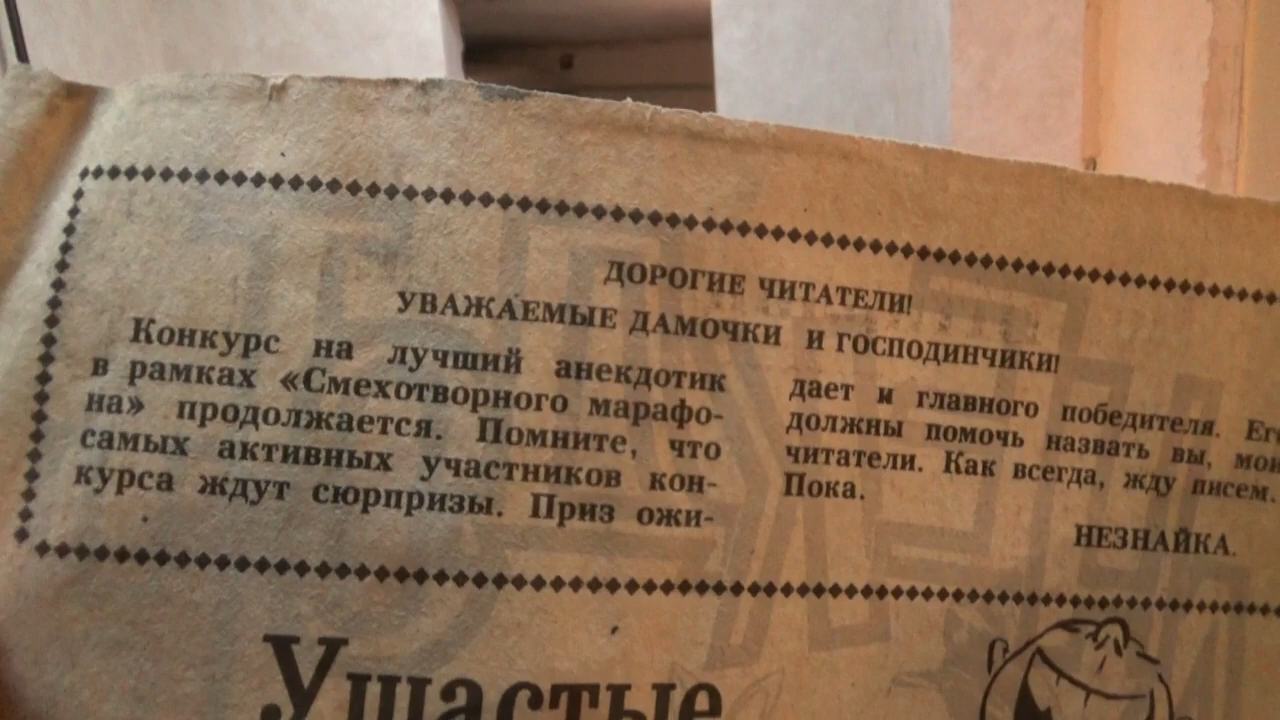 ДОРОГИЕ ЧИТАТЕЛИ!
УВАЖАЕМЫЕ ДАМОЧКИ И ГОСПОДИНЧИКИ!
Конкурс на лучший анекдотик
в рамках «Смехотворного марафо-
на» продолжается. Помните, что
самых активных участников кон-
курса ждут сюрпризы. Приз ожи-
дает и главного победителя. Его
должны помочь назвать вы, мои
читатели. Как всегда, жду писем.
Пока.
НЕЗНАЙКА.
Ушастые